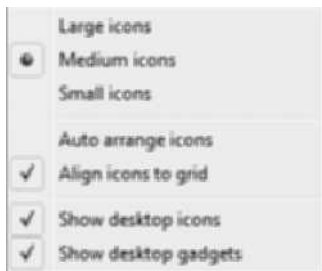 Large icons
Medium icons
Small icons
Auto arrange icons
Align icons to grid
Show desktop icons
Show desktop gadgets